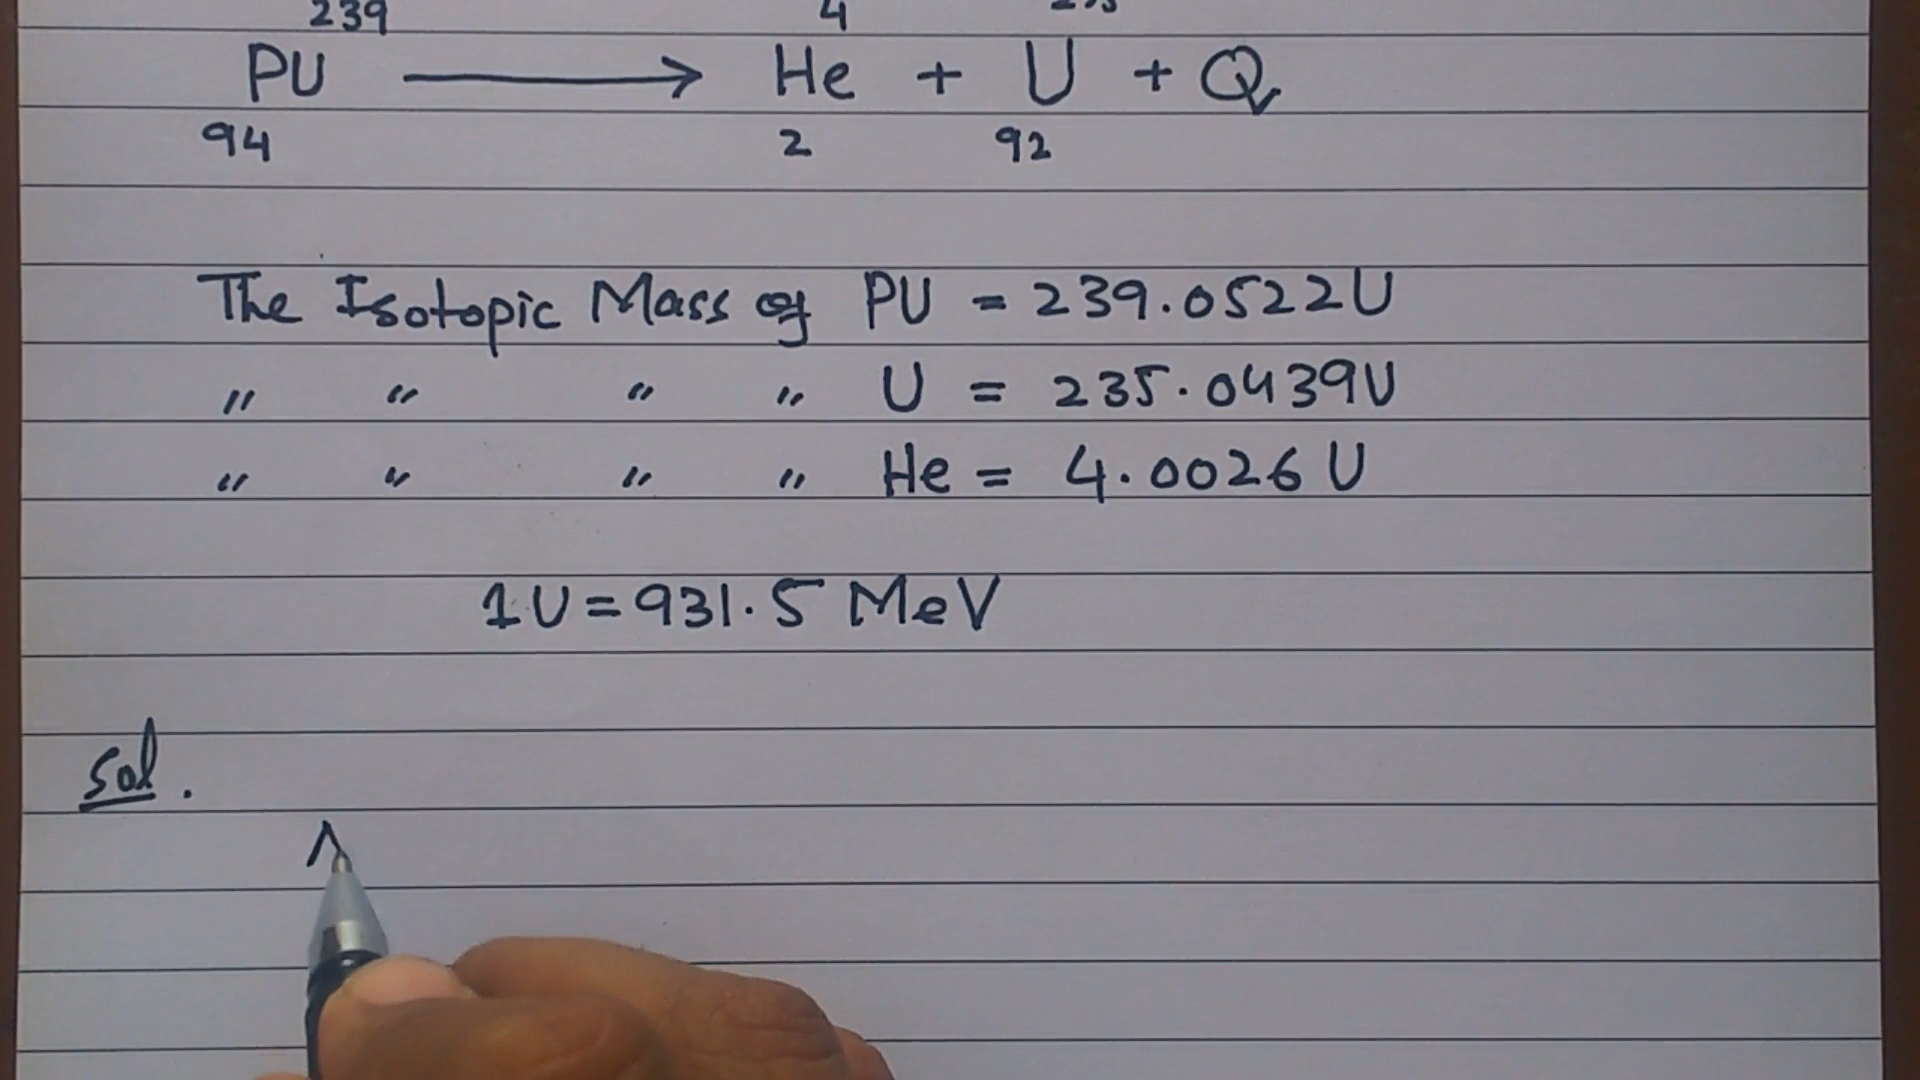 239 4
PU ⟶ He + U + Q
94 2 92
The Isotopic Mass of PU = 239.0522U
" " " " U = 235.0439U
" " " " He = 4.0026 U
1U = 931.5 MeV
Sol.